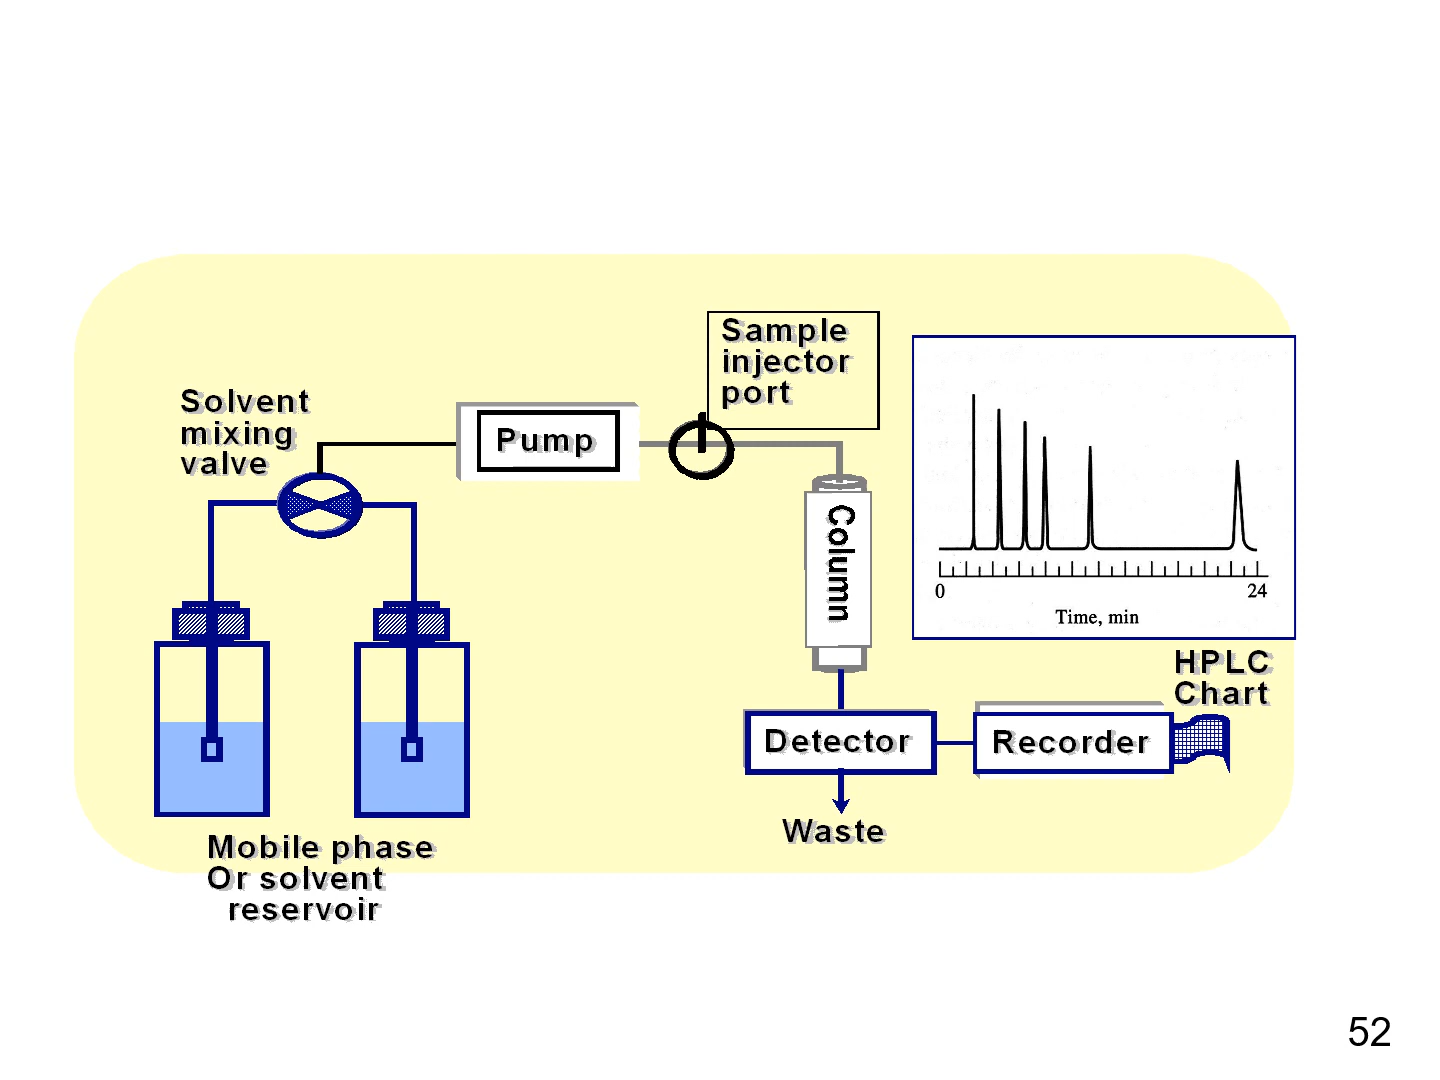 Sample
injector
port
Solvent
mixing
valve
Pump
Column
0
24
Time, min
HPLC
Chart
Detector
Recorder
Waste
Mobile phase
Or solvent
reservoir
52